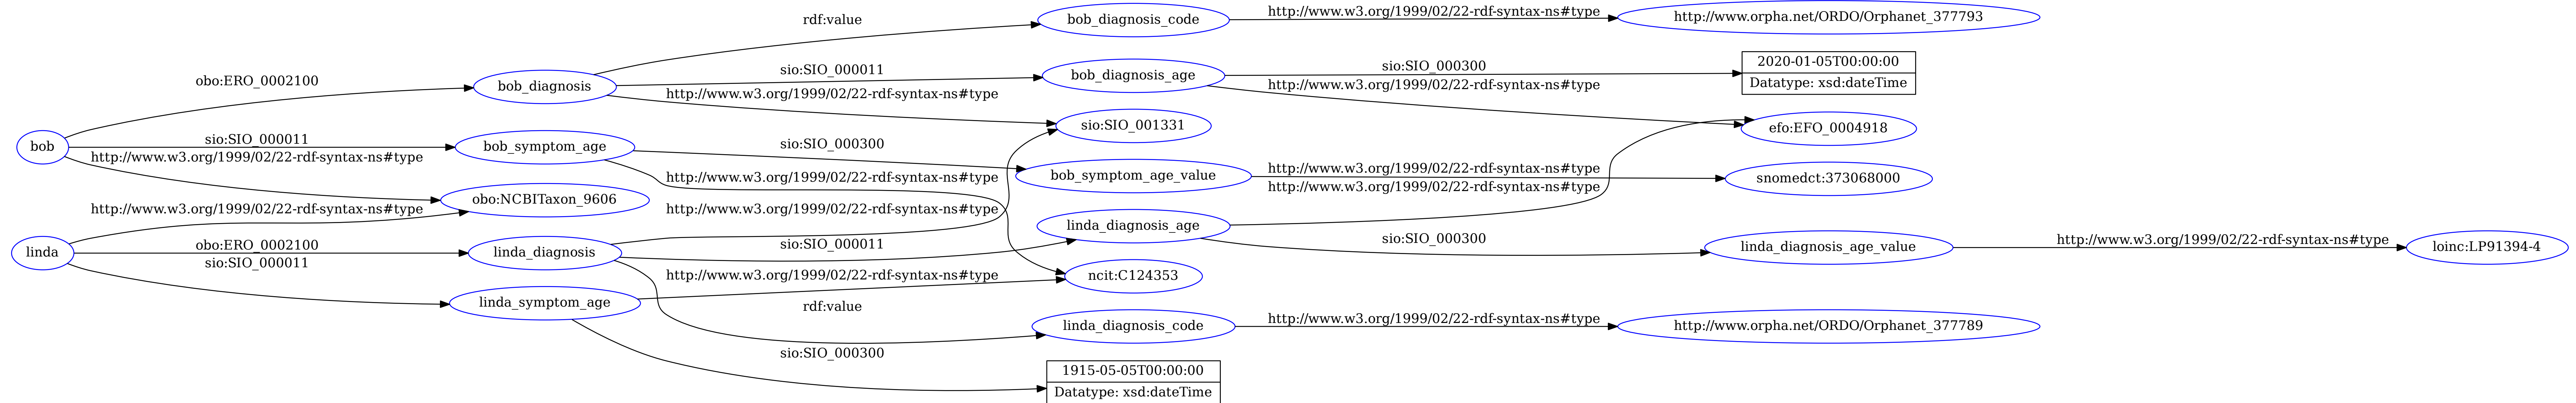 rdf:value
bob_diagnosis_code
http://www.w3.org/1999/02/22-rdf-syntax-ns#type
http://www.orpha.net/ORDO/Orphanet_377793
obo:ERO_0002100
bob_diagnosis
sio:SIO_000011
http://www.w3.org/1999/02/22-rdf-syntax-ns#type
bob_diagnosis_age
sio:SIO_000300
http://www.w3.org/1999/02/22-rdf-syntax-ns#type
2020-01-05T00:00:00
Datatype: xsd:dateTime
bob
sio:SIO_000011
http://www.w3.org/1999/02/22-rdf-syntax-ns#type
bob_symptom_age
sio:SIO_000300
http://www.w3.org/1999/02/22-rdf-syntax-ns#type
sio:SIO_001331
efo:EFO_0004918
bob_symptom_age_value
http://www.w3.org/1999/02/22-rdf-syntax-ns#type
snomedct:373068000
http://www.w3.org/1999/02/22-rdf-syntax-ns#type
obo:NCBITaxon_9606
http://www.w3.org/1999/02/22-rdf-syntax-ns#type
linda_diagnosis_age
http://www.w3.org/1999/02/22-rdf-syntax-ns#type
sio:SIO_000300
linda_diagnosis_age_value
http://www.w3.org/1999/02/22-rdf-syntax-ns#type
loinc:LP91394-4
linda
obo:ERO_0002100
sio:SIO_000011
linda_diagnosis
sio:SIO_000011
http://www.w3.org/1999/02/22-rdf-syntax-ns#type
ncit:C124353
linda_symptom_age
rdf:value
linda_diagnosis_code
http://www.w3.org/1999/02/22-rdf-syntax-ns#type
http://www.orpha.net/ORDO/Orphanet_377789
sio:SIO_000300
1915-05-05T00:00:00
Datatype: xsd:dateTime